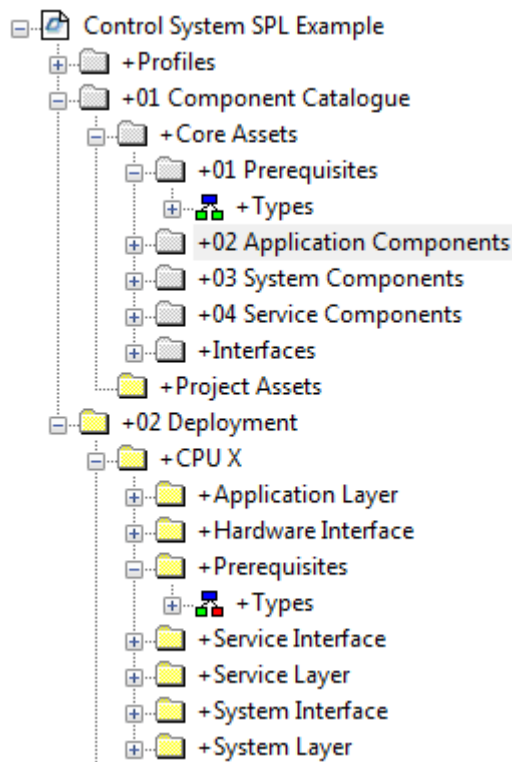 Control System SPL Example
+Profiles
+01 Component Catalogue
+Core Assets
+01 Prerequisites
+Types
+02 Application Components
+03 System Components
+04 Service Components
+Interfaces
+Project Assets
+02 Deployment
+CPU X
+Application Layer
+Hardware Interface
+Prerequisites
+Types
+Service Interface
+Service Layer
+System Interface
+System Layer